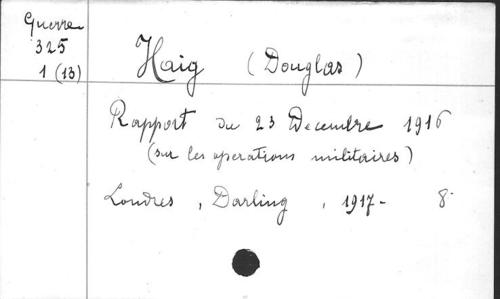 Guerre
325
1 (13)
Haig (Douglas)
Rapport du 23 Decembre 1916
(sur les operations militaires)
Londres, Darling, 1917 - 8°